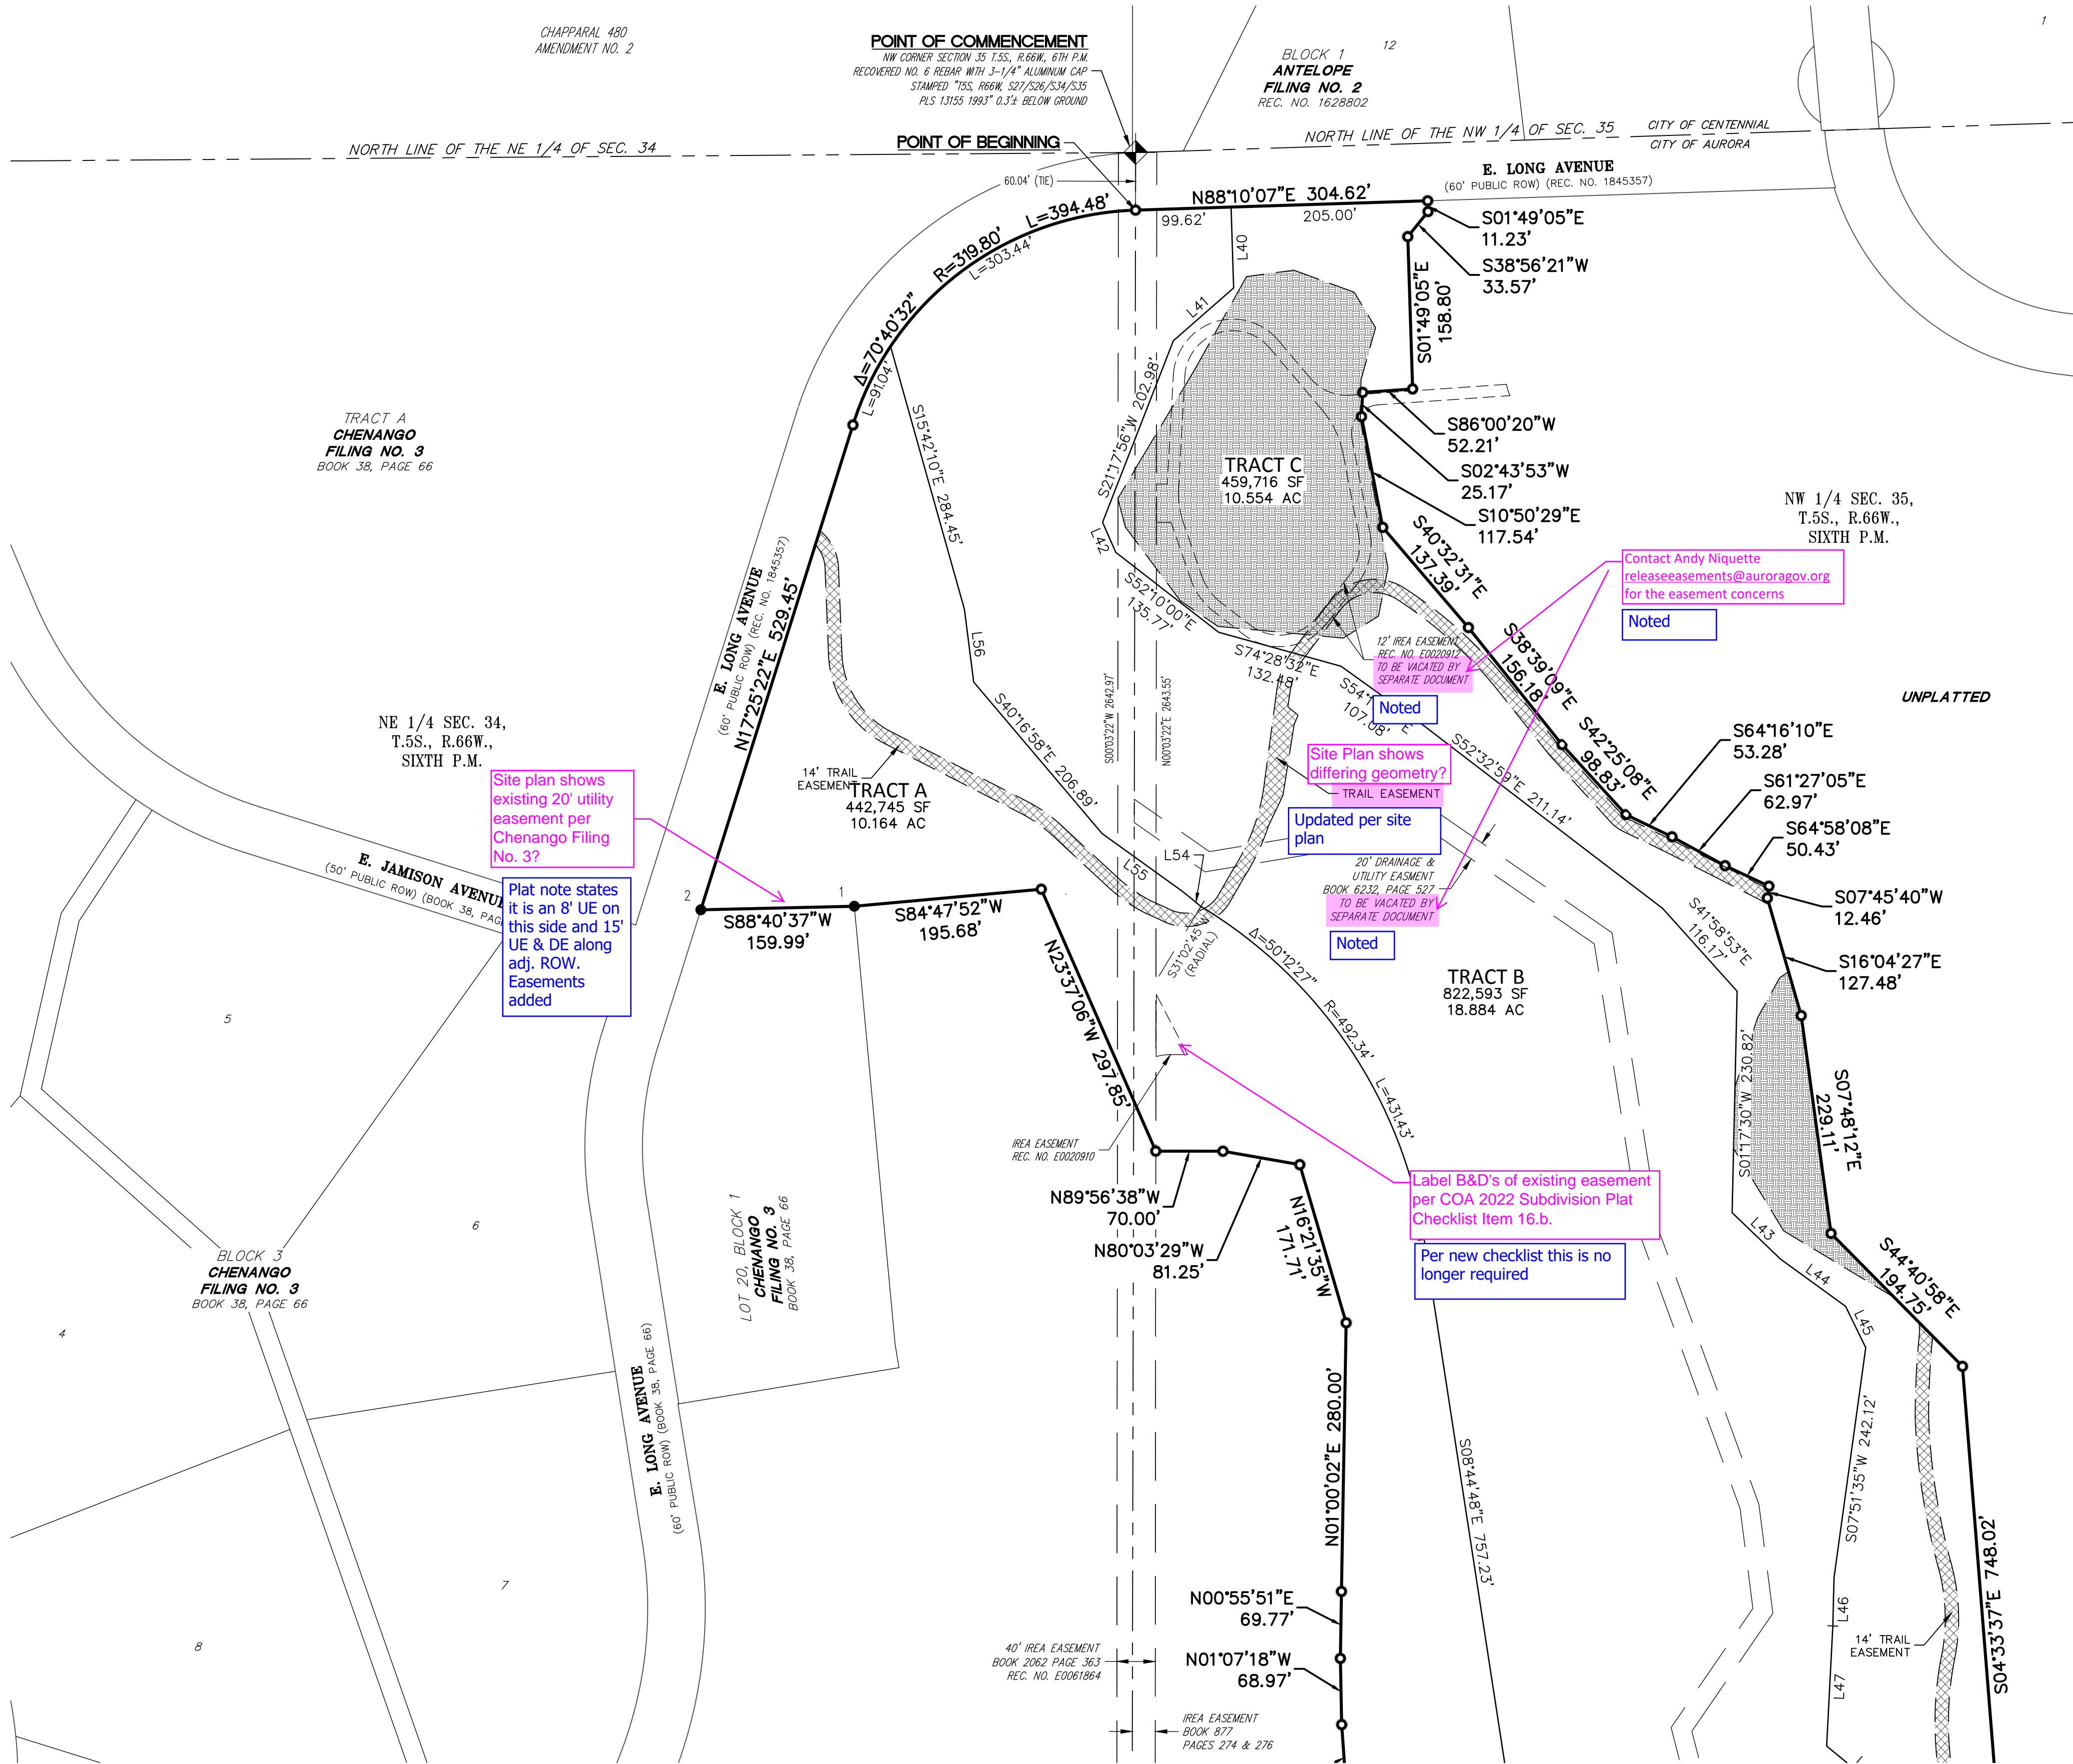 CHAPPARAL 480
AMENDMENT NO. 2
POINT OF COMMENCEMENT
NW CORNER SECTION 35 T.5S., R.66W., 6TH P.M.
RECOVERED NO. 6 REBAR WITH 3-1/4" ALUMINUM CAP
STAMPED "T5S, R66W, S27/S26/S34/S35
PLS 13155 1993" 0.3'± BELOW GROUND
BLOCK 1
ANTELOPE
FILING NO. 2
REC. NO. 1628802
12
1
NORTH LINE OF THE NE 1/4 OF SEC. 34
POINT OF BEGINNING
NORTH LINE OF THE NW 1/4 OF SEC. 35
CITY OF CENTENNIAL
CITY OF AURORA
E. LONG AVENUE
(60' PUBLIC ROW) (REC. NO. 1845357)
60.04' (TIE)
N88°10'07"E 304.62'
99.62'
205.00'
L=394.48'
R=319.80'
L=303.44'
Δ=70°40'32"
L=91.04'
L40
L41
S01°49'05"E
11.23'
S38°56'21"W
33.57'
S01°49'05"E
158.80'
S86°00'20"W
52.21'
S02°43'53"W
25.17'
S10°50'29"E
117.54'
TRACT A
CHENANGO
FILING NO. 3
BOOK 38, PAGE 66
S15°42'10"E 284.45'
S21°17'56"W 202.98'
L42
TRACT C
459,716 SF
10.554 AC
S40°32'31"E
137.39'
NW 1/4 SEC. 35,
T.5S., R.66W.,
SIXTH P.M.
Contact Andy Niquette
releaseeasements@auroragov.org
for the easement concerns
Noted
E. LONG AVENUE
(60' PUBLIC ROW) (REC. NO. 1845357)
N17°25'22"E 529.45'
L56
S52°10'00"E
135.77'
S74°28'32"E
132.48'
12' IREA EASEMENT
REC. NO. E0020912
TO BE VACATED BY
SEPARATE DOCUMENT
Noted
S38°39'09"E
156.18'
UNPLATTED
S54°1
E
107.08'
S40°16'58"E 206.89'
S00°03'22"W 2642.97'
N00°03'22"E 2643.55'
NE 1/4 SEC. 34,
T.5S., R.66W.,
SIXTH P.M.
Site plan shows
existing 20' utility
easement per
Chenango Filing
No. 3?
14' TRAIL
EASEMENT
TRACT A
442,745 SF
10.164 AC
Site Plan shows
differing geometry?
TRAIL EASEMENT
Updated per site
plan
S52°32'59"E 211.14'
S42°25'08"E
98.83'
S64°16'10"E
53.28'
S61°27'05"E
62.97'
S64°58'08"E
50.43'
S07°45'40"W
12.46'
L54
L55
20' DRAINAGE &
UTILITY EASMENT
BOOK 6232, PAGE 527
TO BE VACATED BY
SEPARATE DOCUMENT
Noted
E. JAMISON AVENU
(50' PUBLIC ROW) (BOOK 38, PAG
Plat note states
it is an 8' UE on
this side and 15'
UE & DE along
adj. ROW.
Easements
added
2
1
S88°40'37"W
159.99'
S84°47'52"W
195.68'
S31°02'45"
(RADIAL)
Δ=50°12'27"
R=492.34'
L=431.43'
S41°58'53"E
116.17'
S16°04'27"E
127.48'
TRACT B
822,593 SF
18.884 AC
5
N23°37'06"W 297.85'
S01°17'30"W 230.82'
S07°48'12"E
229.11'
IREA EASEMENT
REC. NO. E0020910
N89°56'38"W
70.00'
N80°03'29"W
81.25'
N16°21'35"W
171.71'
Label B&D's of existing easement
per COA 2022 Subdivision Plat
Checklist Item 16.b.
Per new checklist this is no
longer required
L43
L44
L45
S44°40'58"E
194.75'
6
LOT 20, BLOCK 1
CHENANGO
FILING NO. 3
BOOK 38, PAGE 66
BLOCK 3
CHENANGO
FILING NO. 3
BOOK 38, PAGE 66
4
E. LONG AVENUE
(60' PUBLIC ROW) (BOOK 38, PAGE 66)
N01°00'02"E 280.00'
S08°44'48"E 757.23'
S07°51'35"W 242.12'
S04°33'37"E 748.02'
7
8
N00°55'51"E
69.77'
N01°07'18"W
68.97'
L46
L47
14' TRAIL
EASEMENT
40' IREA EASEMENT
BOOK 2062 PAGE 363
REC. NO. E0061864
IREA EASEMENT
BOOK 877
PAGES 274 & 276